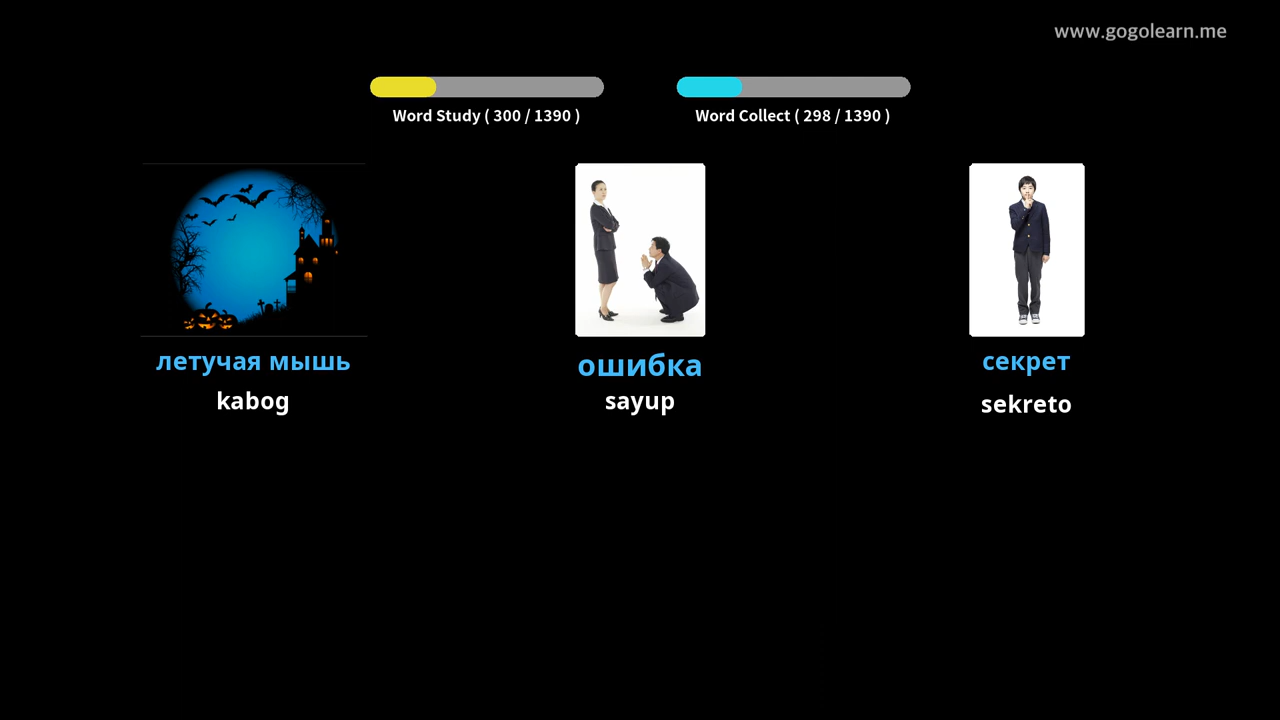 www.gogolearn.me
Word Study ( 300 / 1390 )
Word Collect ( 298 / 1390 )
летучая мышь
ошибка
секрет
kabog
sayup
sekreto